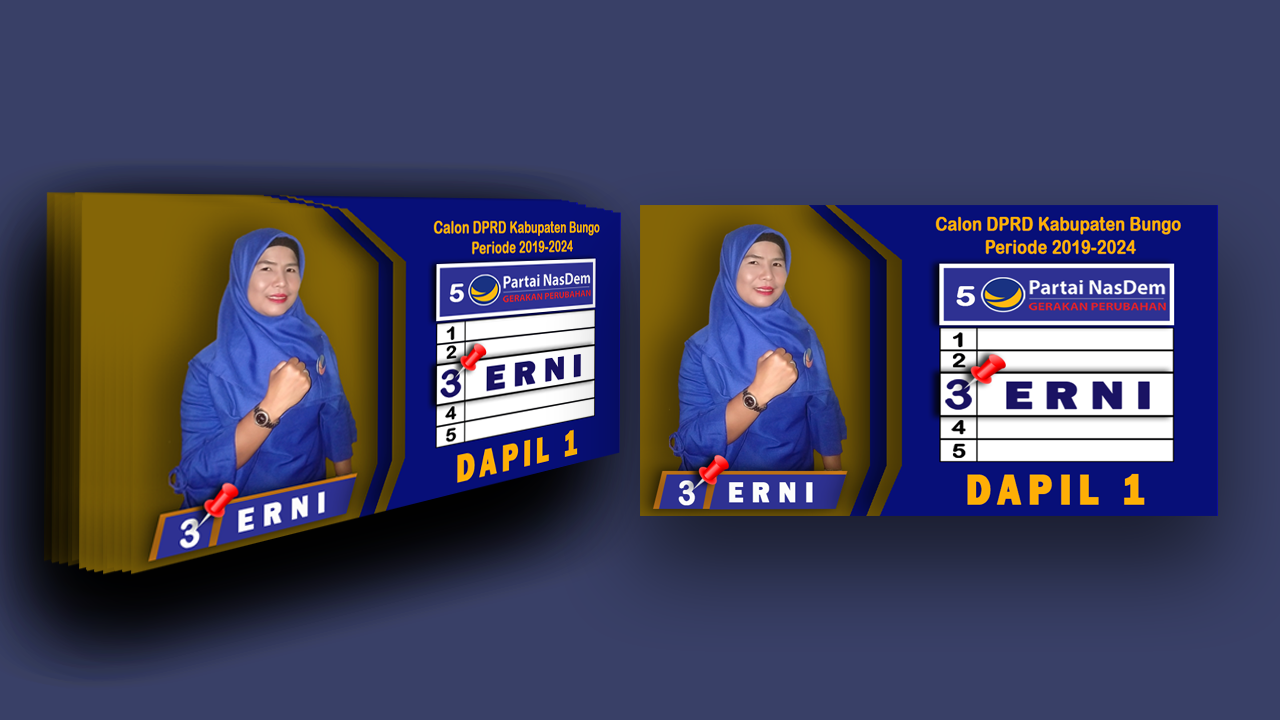 Calon DPRD Kabupaten Bungo
Periode 2019-2024
5 Partai NasDem
GERAKAN PERUBAHAN
1
2
3 ERNI
4
5
DAPIL 1
3 ERNI
Calon DPRD Kabupaten Bungo
Periode 2019-2024
5 Partai NasDem
GERAKAN PERUBAHAN
1
2
3 ERNI
4
5
DAPIL 1
3 ERNI